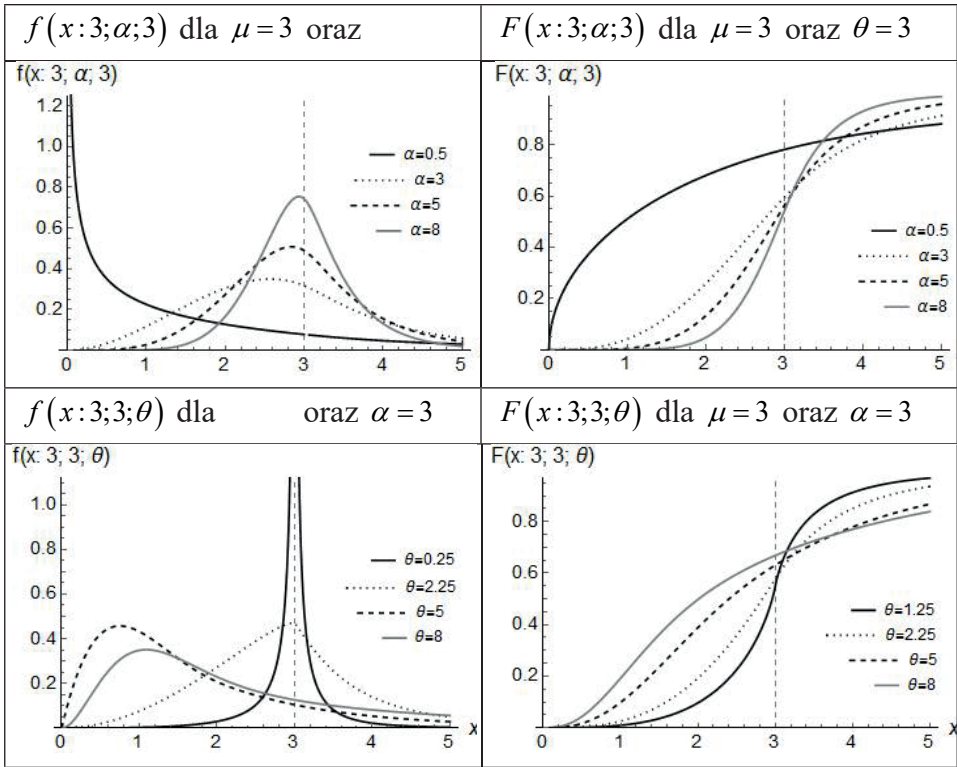 f(x:3;α;3) dla μ = 3 oraz
F(x:3;α;3) dla μ = 3 oraz θ = 3
f(x: 3; α; 3)
1.2
1.0
0.8
0.6
0.4
0.2
0 1 2 3 4 5
α=0.5
α=3
α=5
α=8
F(x: 3; α; 3)
0.8
0.6
0.4
0.2
0 1 2 3 4 5
α=0.5
α=3
α=5
α=8
f(x:3;3;θ) dla oraz α = 3
F(x:3;3;θ) dla μ = 3 oraz α = 3
f(x: 3; 3; θ)
1.0
0.8
0.6
0.4
0.2
0 1 2 3 4 5 x
θ=0.25
θ=2.25
θ=5
θ=8
F(x: 3; 3; θ)
0.8
0.6
0.4
0.2
0 1 2 3 4 5 x
θ=1.25
θ=2.25
θ=5
θ=8